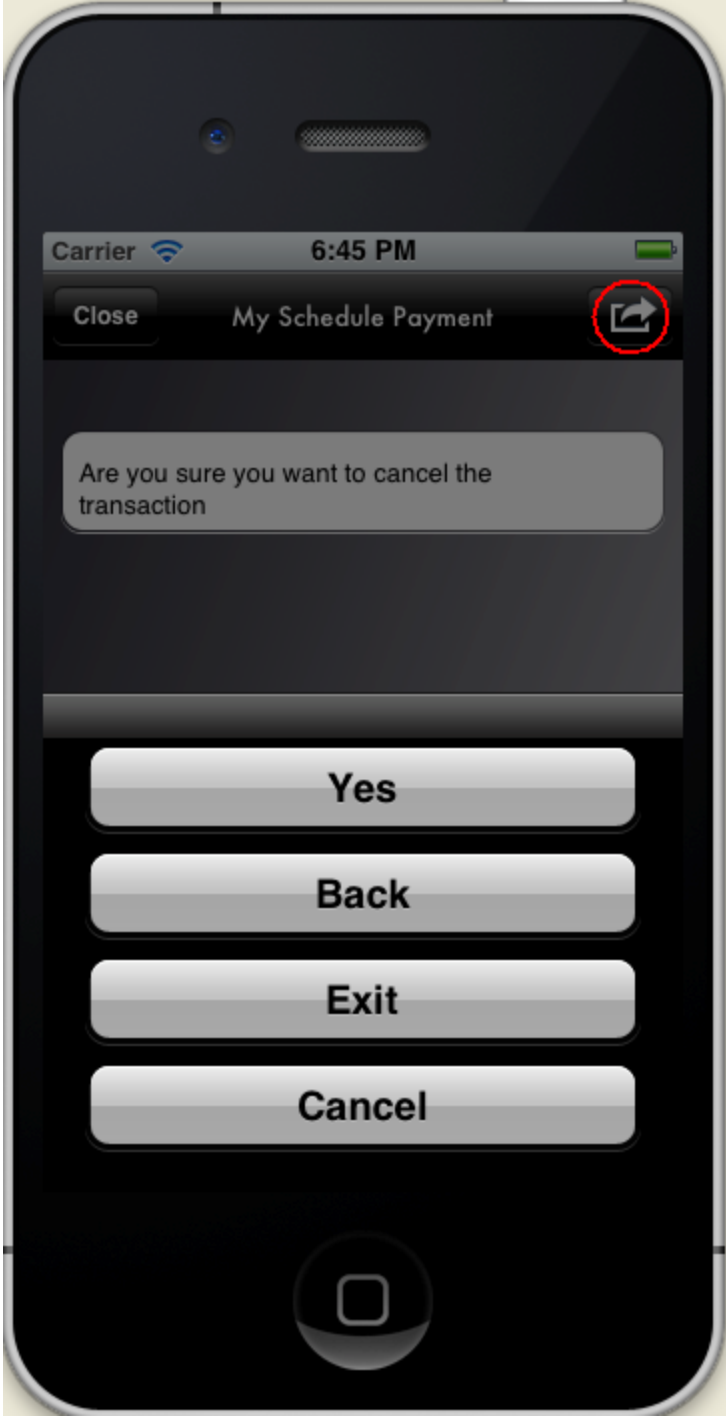 Carrier 6:45 PM
Close My Schedule Payment
Are you sure you want to cancel the
transaction
Yes
Back
Exit
Cancel